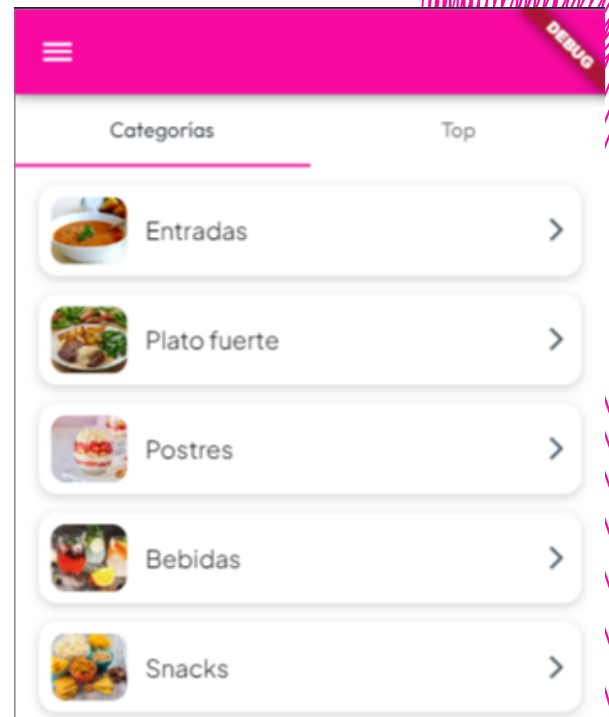 DEBUG
Categorías
Top
Entradas
Plato fuerte
Postres
Bebidas
Snacks